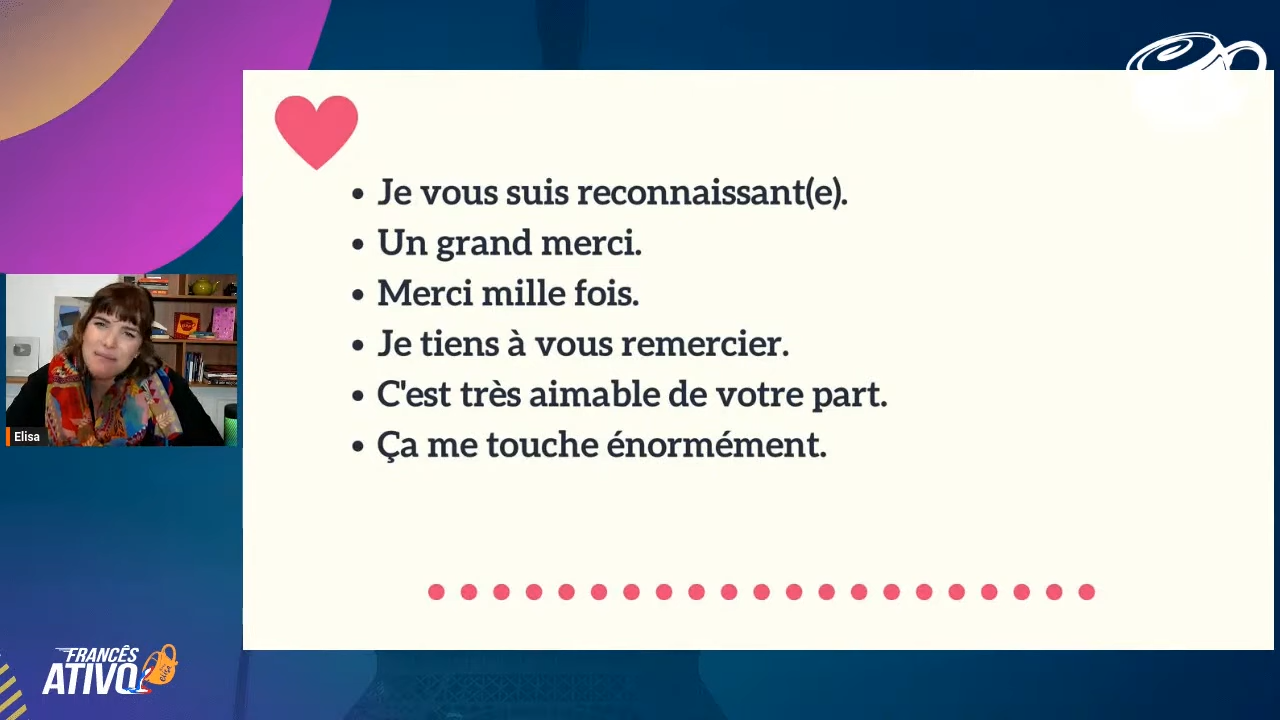 Je vous suis reconnaissant(e).
Un grand merci.
Merci mille fois.
Je tiens à vous remercier.
C'est très aimable de votre part.
Ça me touche énormément.
Elisa
FRANCÊS
ATIVO